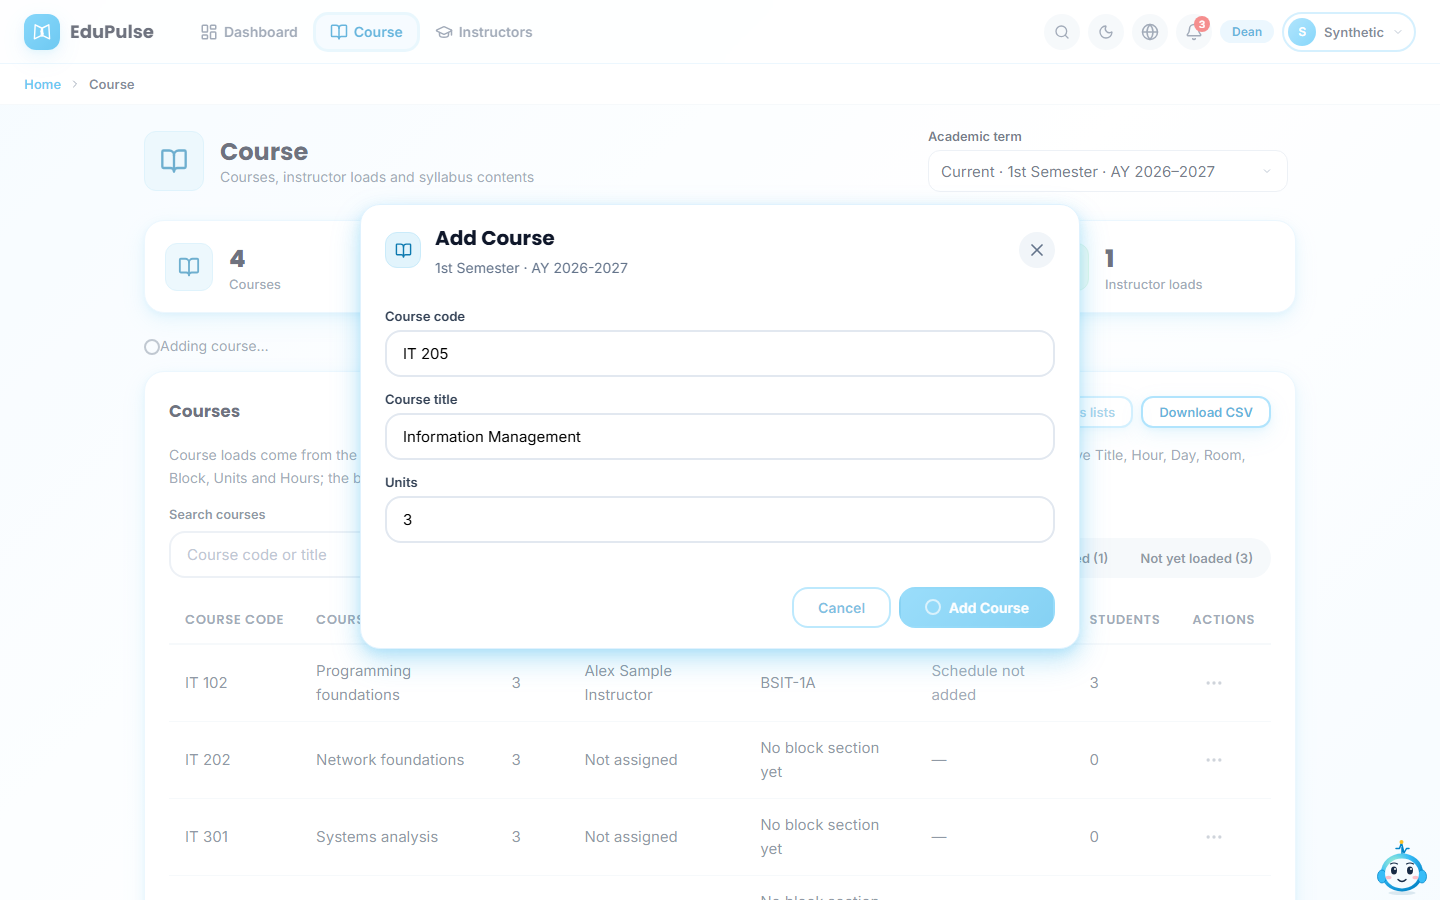 EduPulse
Dashboard
Course
Instructors
3
Dean
S
Synthetic
Home
Course
Course
Courses, instructor loads and syllabus contents
Academic term
Current · 1st Semester · AY 2026–2027
4
Courses
1
Instructor loads
Adding course...
Add Course
1st Semester · AY 2026-2027
Course code
IT 205
Course title
Information Management
Units
3
Cancel
Add Course
Courses
s lists
Download CSV
Course loads come from the
Title, Hour, Day, Room,
Block, Units and Hours; the
Search courses
Course code or title
(1)
Not yet loaded (3)
COURSE CODE
STUDENTS
ACTIONS
IT 102
Programming foundations
3
Alex Sample Instructor
BSIT-1A
Schedule not added
3
IT 202
Network foundations
3
Not assigned
No block section yet
—
0
IT 301
Systems analysis
3
Not assigned
No block section yet
—
0